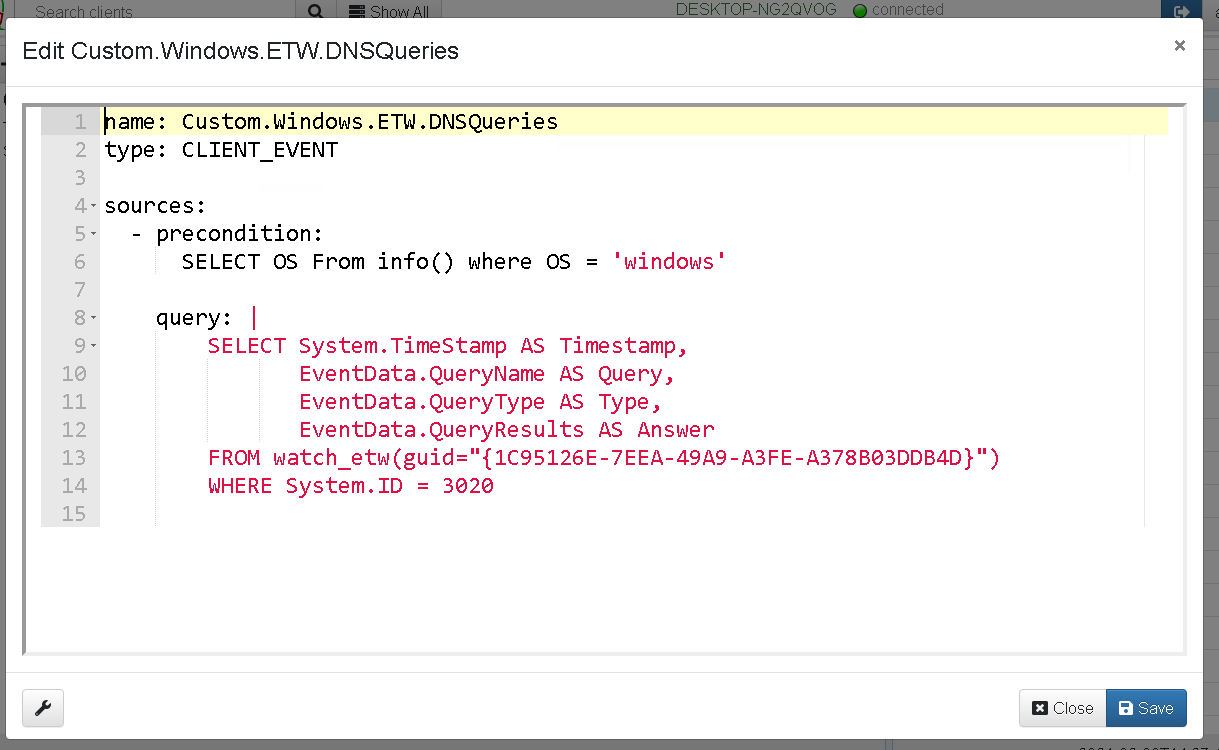 Search clients Show All DESKTOP-NG2QVOG connected
Edit Custom.Windows.ETW.DNSQueries ×
1 name: Custom.Windows.ETW.DNSQueries
2 type: CLIENT_EVENT
3
4 sources:
5 - precondition:
6 SELECT OS From info() where OS = 'windows'
7
8 query: |
9 SELECT System.TimeStamp AS Timestamp,
10 EventData.QueryName AS Query,
11 EventData.QueryType AS Type,
12 EventData.QueryResults AS Answer
13 FROM watch_etw(guid="{1C95126E-7EEA-49A9-A3FE-A378B03DDB4D}")
14 WHERE System.ID = 3020
15
Close Save